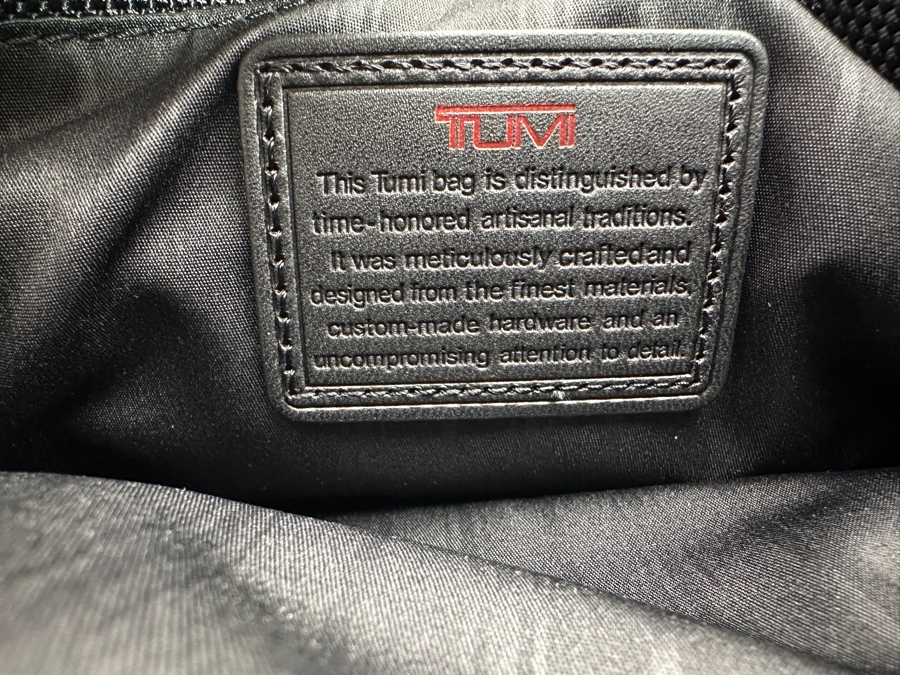 TUMI
This Tumi bag is distinguished by
time-honored artisanal traditions.
It was meticulously crafted and
designed from the finest materials,
custom-made hardware and an
uncompromising attention to detail.